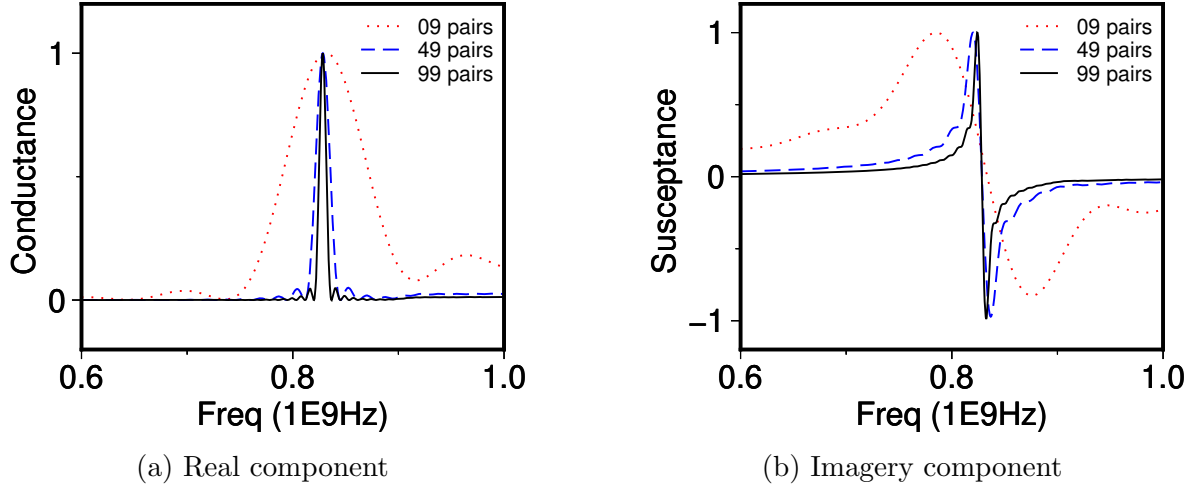 09 pairs
49 pairs
99 pairs
1
0
Conductance
0.6
0.8
1.0
Freq (1E9Hz)
(a) Real component
09 pairs
49 pairs
99 pairs
1
0
−1
Susceptance
0.6
0.8
1.0
Freq (1E9Hz)
(b) Imagery component